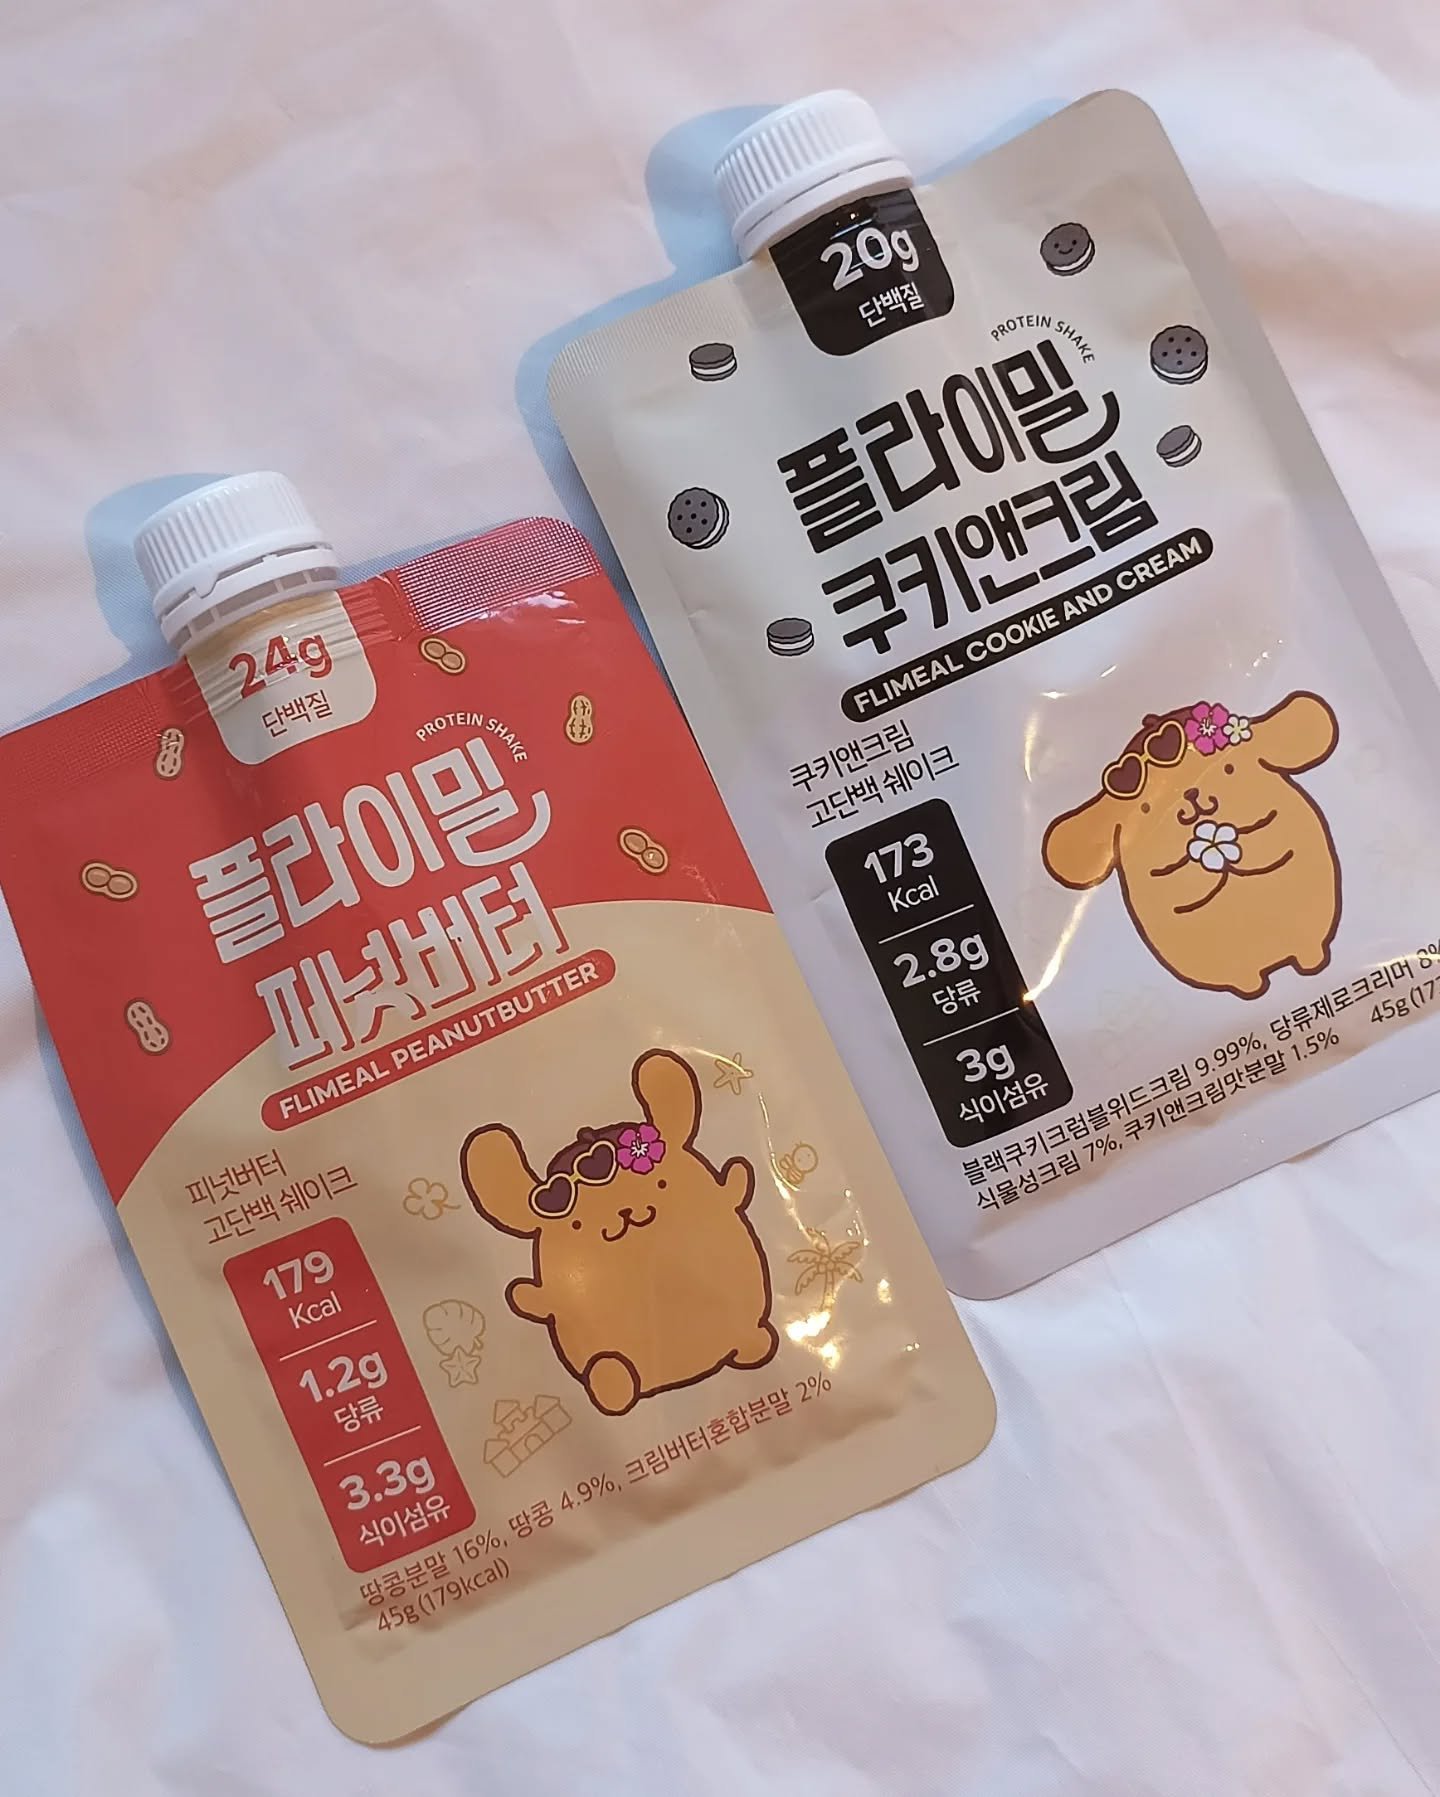 24g
단백질
PROTEIN SHAKE
플라이밀
피넛버터
FLIMEAL PEANUTBUTTER
피넛버터
고단백 쉐이크
179
Kcal
1.2g
당류
3.3g
식이섬유
땅콩분말 16%, 땅콩 4.9%, 크림버터혼합분말 2%
45g(179kcal)
20g
단백질
PROTEIN SHAKE
플라이밀
쿠키앤크림
FLIMEAL COOKIE AND CREAM
쿠키앤크림
고단백 쉐이크
173
Kcal
2.8g
당류
3g
식이섬유
블랙쿠키크럼블위드크림 9.99%, 당류제로크리머 8%
식물성크림 7%, 쿠키앤크림맛분말 1.5%
45g(17